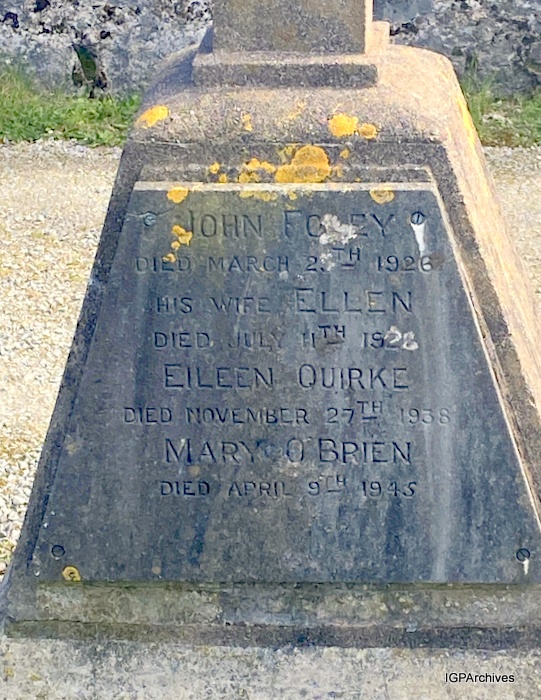 JOHN FOLEY
DIED MARCH 1926
HIS WIFE ELLEN
DIED JULY 11TH
EILEEN QUIRKE
DIED NOVEMBER 27TH 1938
MARY O'BRIEN
DIED APRIL 9TH 1945
IGPArchives